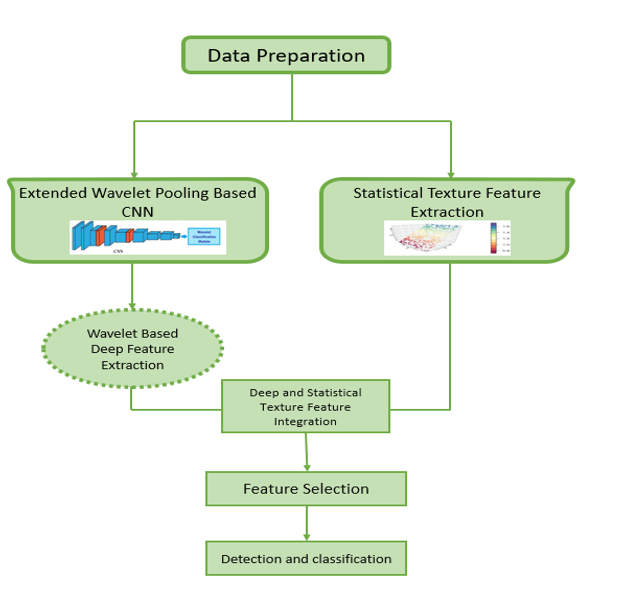 Data Preparation
Extended Wavelet Pooling Based
CNN
Wavelet
Classification
Models
CNN
Statistical Texture Feature
Extraction
Wavelet Based
Deep Feature
Extraction
Deep and Statistical
Texture Feature
Integration
Feature Selection
Detection and classification